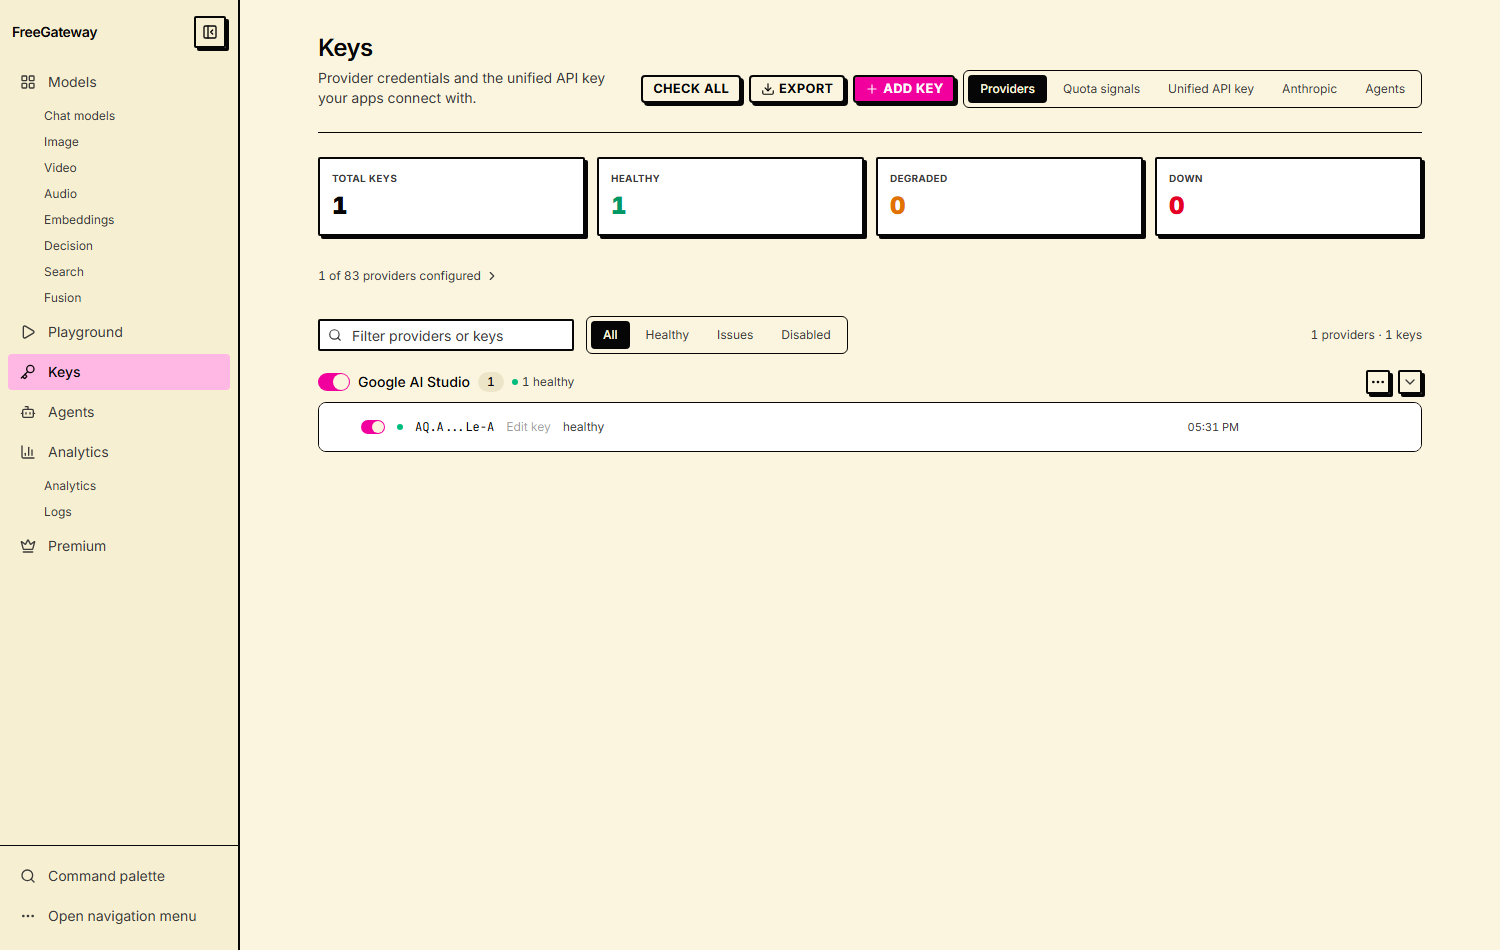 FreeGateway
Models
Chat models
Image
Video
Audio
Embeddings
Decision
Search
Fusion
Playground
Keys
Agents
Analytics
Analytics
Logs
Premium
Command palette
Open navigation menu
Keys
Provider credentials and the unified API key
your apps connect with.
CHECK ALL
EXPORT
ADD KEY
Providers
Quota signals
Unified API key
Anthropic
Agents
TOTAL KEYS
1
HEALTHY
1
DEGRADED
0
DOWN
0
1 of 83 providers configured
Filter providers or keys
All
Healthy
Issues
Disabled
1 providers · 1 keys
Google AI Studio
1
1 healthy
AQ.A...Le-A
Edit key
healthy
05:31 PM